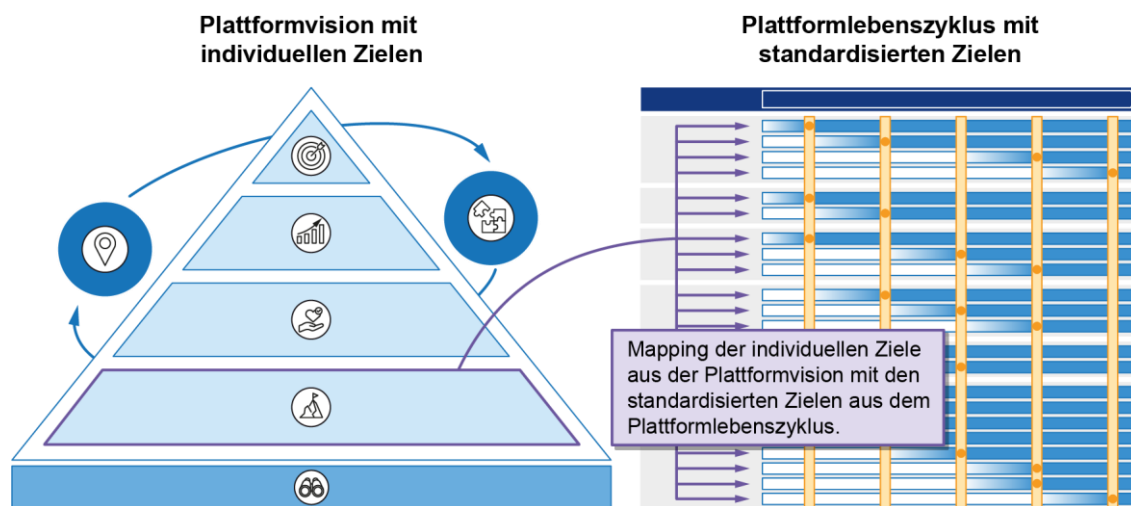 Plattformvision mit
individuellen Zielen
Plattformlebenszyklus mit
standardisierten Zielen
Mapping der individuellen Ziele
aus der Plattformvision mit den
standardisierten Zielen aus dem
Plattformlebenszyklus.